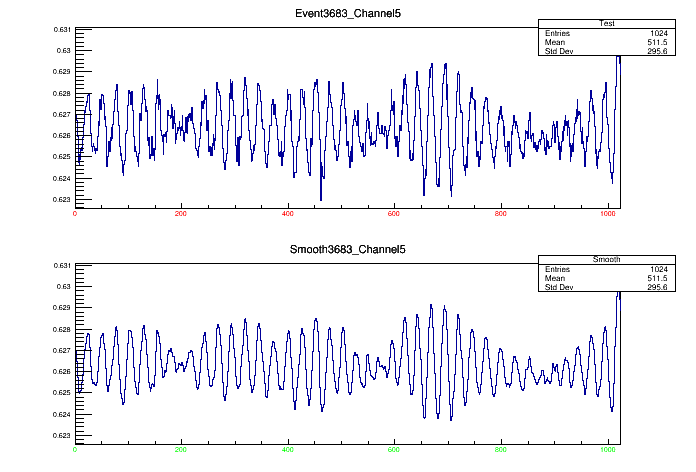 Event3683_Channel5
Test
Entries 1024
Mean 511.5
Std Dev 295.6
0.631
0.63
0.629
0.628
0.627
0.626
0.625
0.624
0.623
0 200 400 600 800 1000
Smooth3683_Channel5
Smooth
Entries 1024
Mean 511.5
Std Dev 295.6
0.631
0.63
0.629
0.628
0.627
0.626
0.625
0.624
0.623
0 200 400 600 800 1000